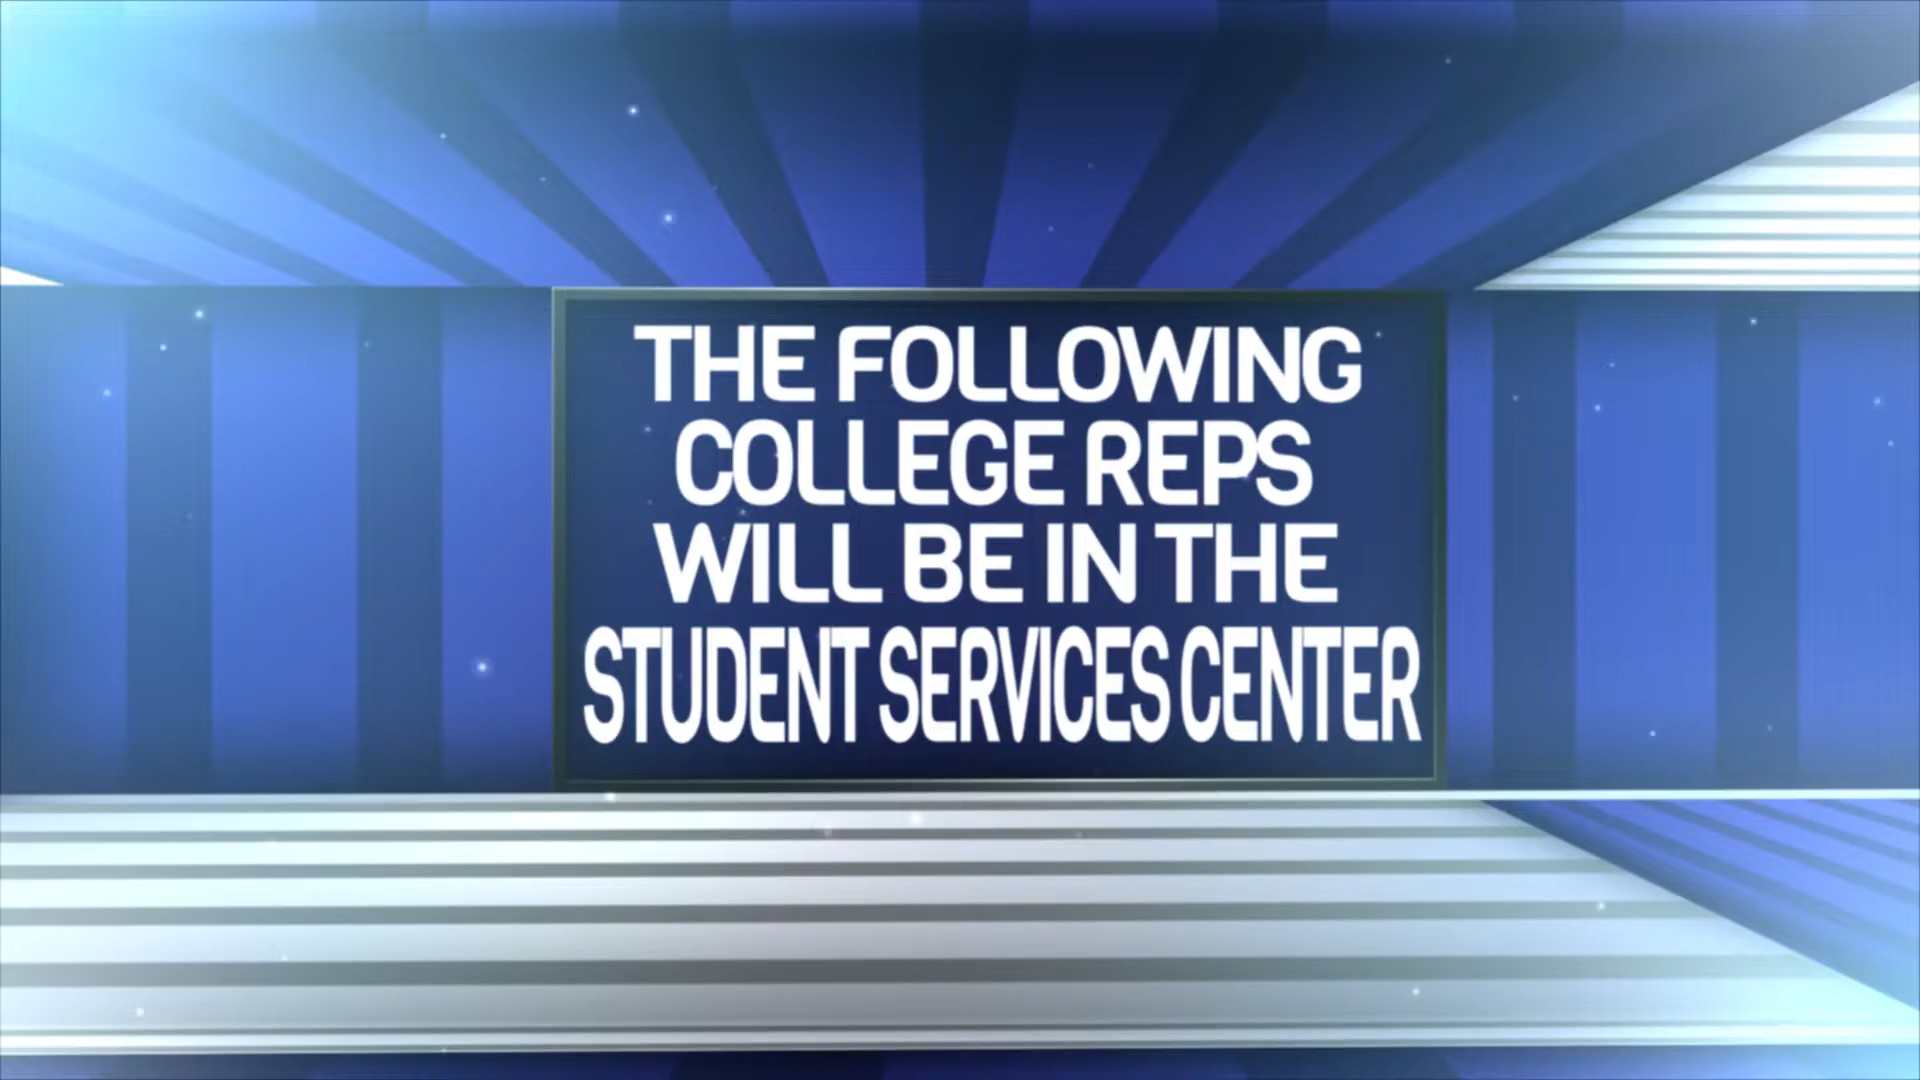 THE FOLLOWING
COLLEGE REPS
WILL BE IN THE
STUDENT SERVICES CENTER